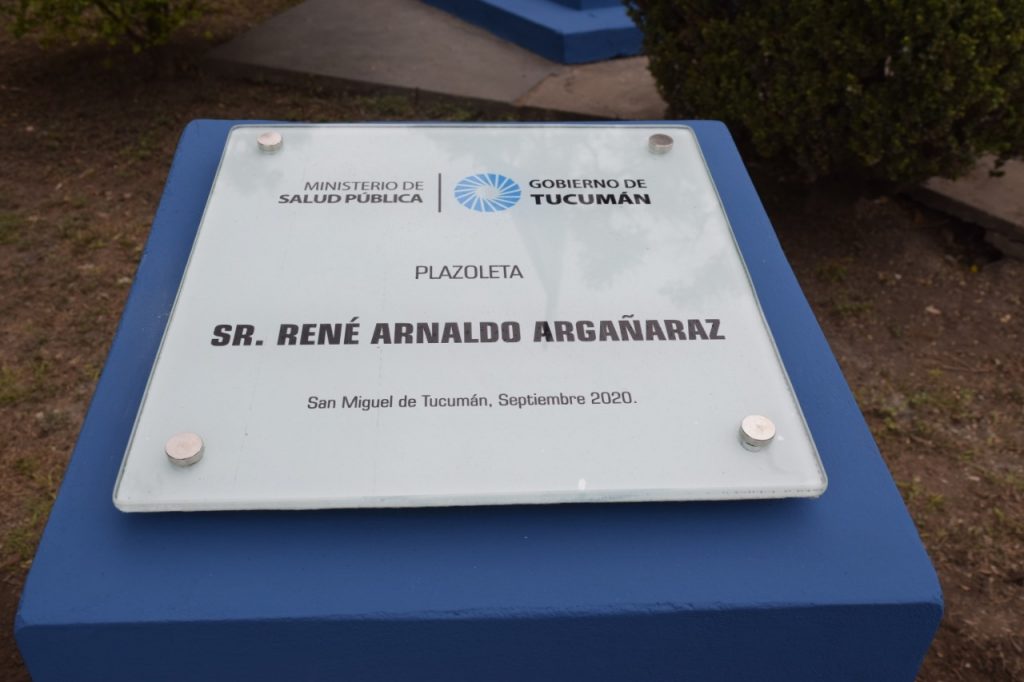 MINISTERIO DE
SALUD PÚBLICA
GOBIERNO DE
TUCUMÁN
PLAZOLETA
SR. RENÉ ARNALDO ARGAÑARAZ
San Miguel de Tucumán, Septiembre 2020.